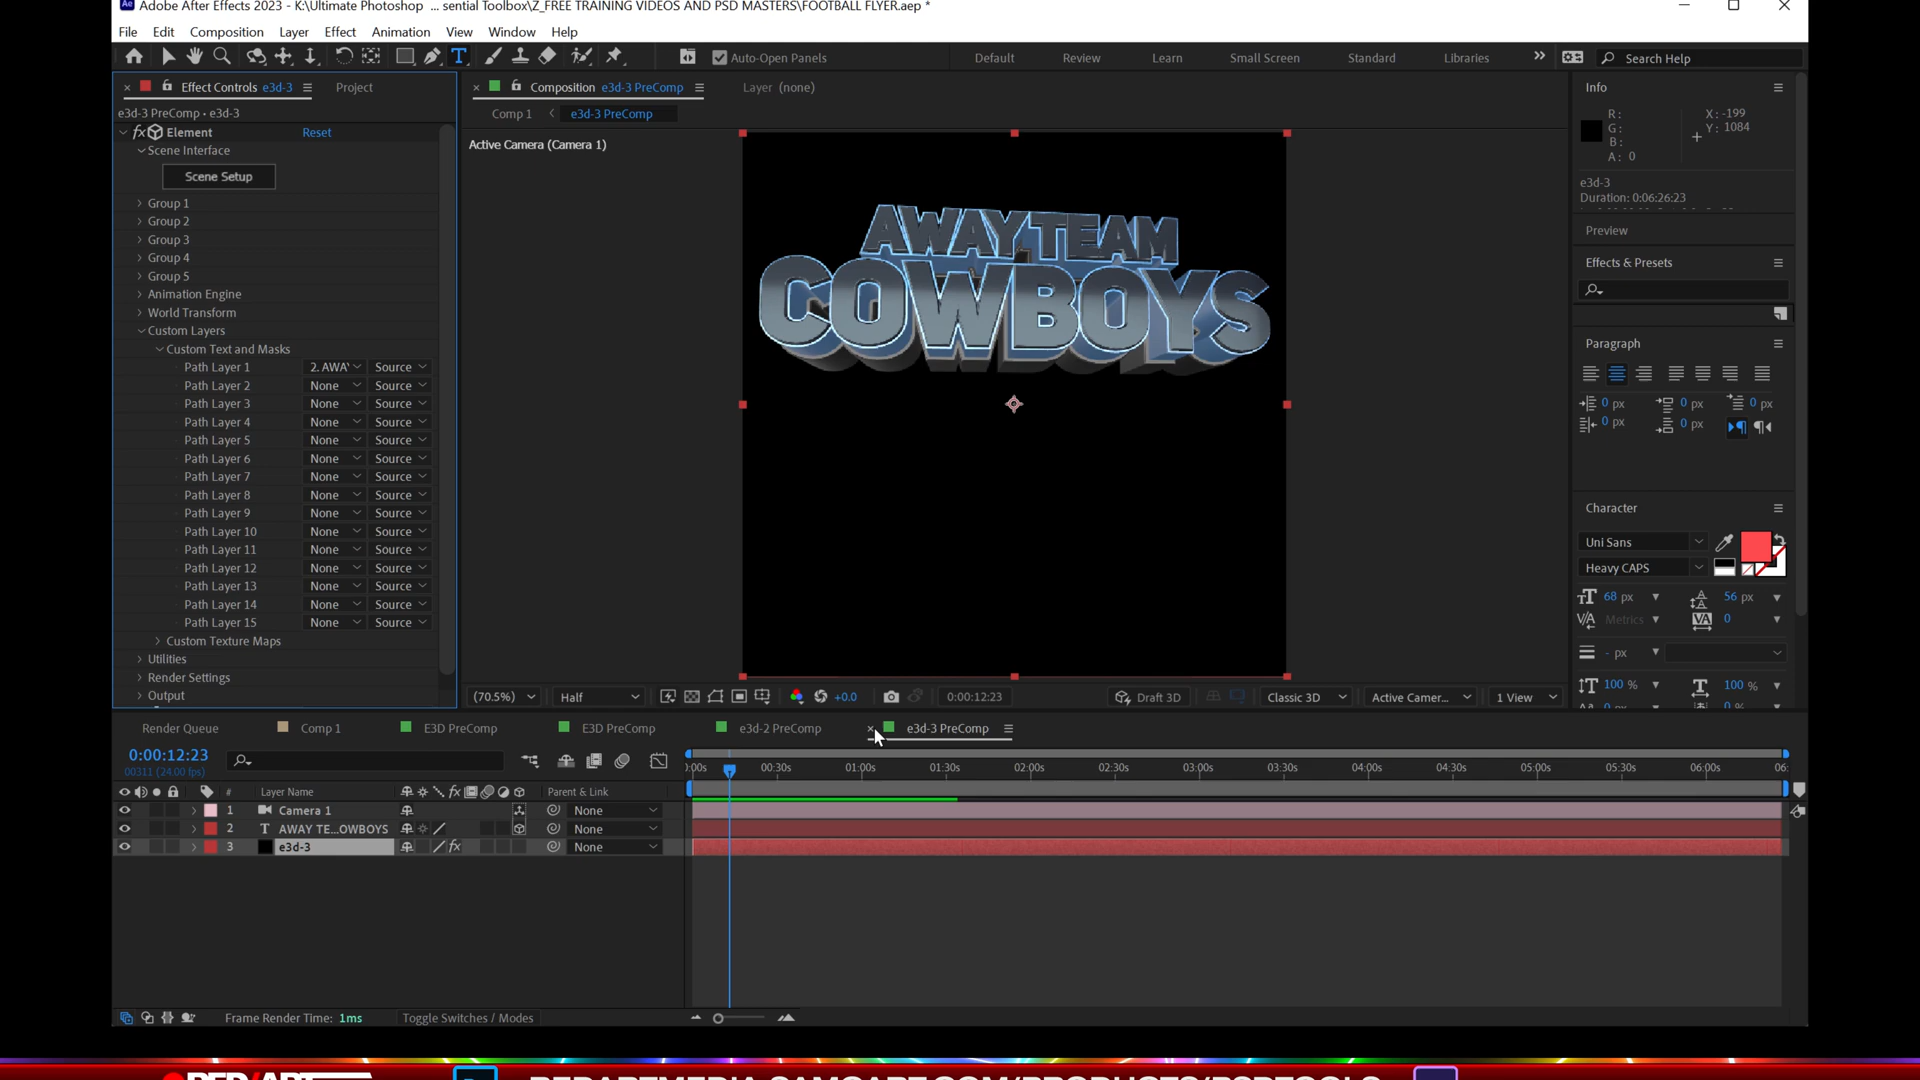 Ae Adobe After Effects 2023 - K:\Ultimate Photoshop ... sential Toolbox\Z_FREE TRAINING VIDEOS AND PSD MASTERS\FOOTBALL FLYER.aep *
File Edit Composition Layer Effect Animation View Window Help
Auto-Open Panels Default Review Learn Small Screen Standard Libraries Search Help
Effect Controls e3d-3 Project
e3d-3 PreComp • e3d-3
fx Element Reset
Scene Interface
Scene Setup
Group 1
Group 2
Group 3
Group 4
Group 5
Animation Engine
World Transform
Custom Layers
Custom Text and Masks
Path Layer 1 2. AWA Source
Path Layer 2 None Source
Path Layer 3 None Source
Path Layer 4 None Source
Path Layer 5 None Source
Path Layer 6 None Source
Path Layer 7 None Source
Path Layer 8 None Source
Path Layer 9 None Source
Path Layer 10 None Source
Path Layer 11 None Source
Path Layer 12 None Source
Path Layer 13 None Source
Path Layer 14 None Source
Path Layer 15 None Source
Custom Texture Maps
Utilities
Render Settings
Output
Composition e3d-3 PreComp Layer (none)
Comp 1 e3d-3 PreComp
Active Camera (Camera 1)
AWAY TEAM
COWBOYS
(70.5%) Half +0.0 0:00:12:23 Draft 3D Classic 3D Active Camer... 1 View
Info
R: X: -199
G: Y: 1084
B:
A: 0
e3d-3
Duration: 0:06:26:23
Preview
Effects & Presets
Paragraph
0 px 0 px 0 px
0 px 0 px
Character
Uni Sans
Heavy CAPS
68 px 56 px
Metrics 0
- px
100 % 100 %
Render Queue Comp 1 E3D PreComp E3D PreComp e3d-2 PreComp e3d-3 PreComp
0:00:12:23
00311 (24.00 fps)
:00s 00:30s 01:00s 01:30s 02:00s 02:30s 03:00s 03:30s 04:00s 04:30s 05:00s 05:30s 06:00s 06:
# Layer Name fx Parent & Link
1 Camera 1 None
2 T AWAY TE...OWBOYS None
3 e3d-3 fx None
Frame Render Time: 1ms Toggle Switches / Modes
REDARTMEDIA.GAMOART.COM/PRODUCTS/PSDTOOLS